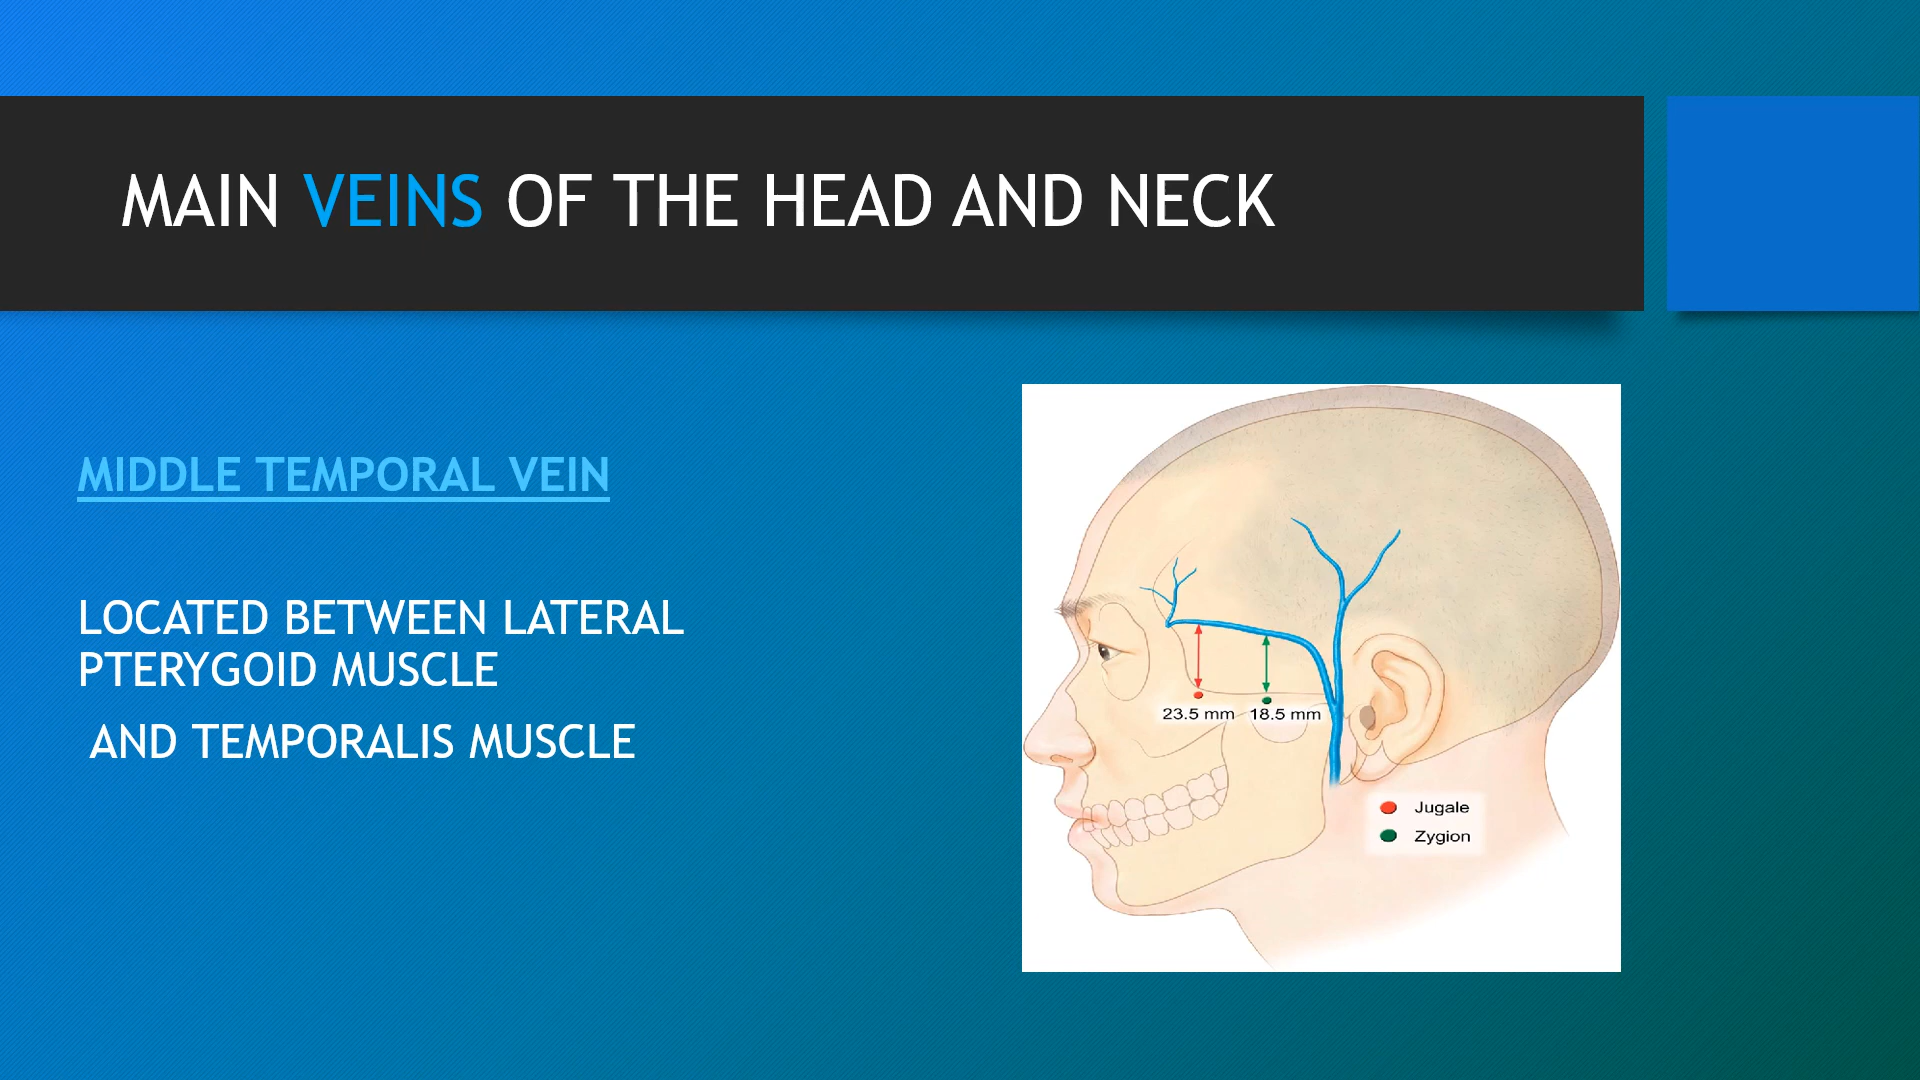 MAIN VEINS OF THE HEAD AND NECK
MIDDLE TEMPORAL VEIN
LOCATED BETWEEN LATERAL
PTERYGOID MUSCLE
AND TEMPORALIS MUSCLE
23.5 mm 18.5 mm
Jugale
Zygion